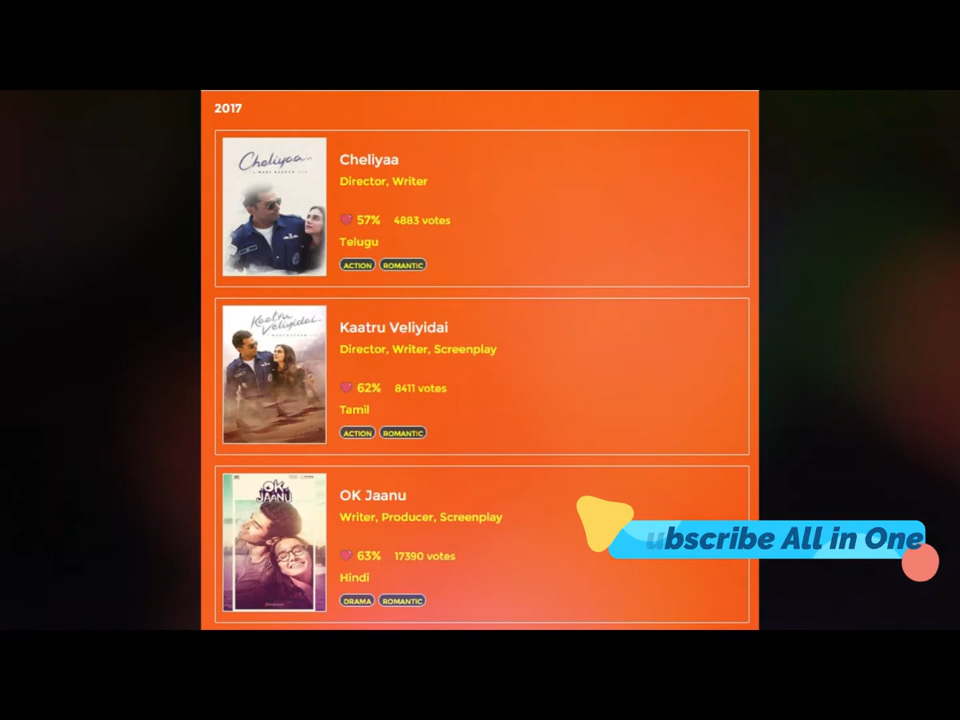 2017
Cheliyaa..
Cheliyaa
Director, Writer
57% 4883 votes
Telugu
ACTION ROMANTIC
Kaatru
Veliyidai..
Kaatru Veliyidai
Director, Writer, Screenplay
62% 8411 votes
Tamil
ACTION ROMANTIC
OK
JAANU
OK Jaanu
Writer, Producer, Screenplay
63% 17390 votes
Hindi
DRAMA ROMANTIC
ubscribe All in One